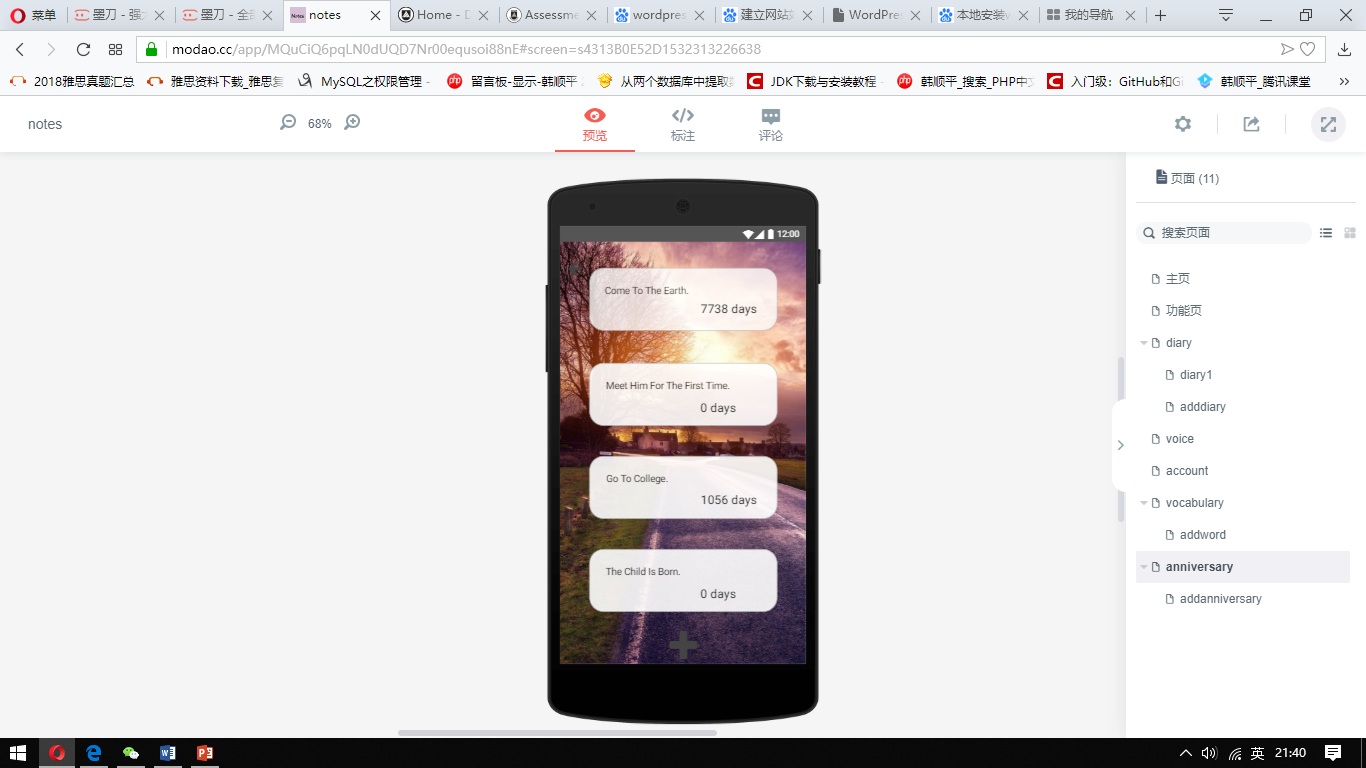 菜单
墨刀 - 强
墨刀 - 全
notes
Home - D
Assessme
wordpres
建立网站
WordPre
本地安装
我的导航
modao.cc/app/MQuCiQ6pqLN0dUQD7Nr00equsoi88nE#screen=s4313B0E52D1532313226638
2018雅思真题汇总
雅思资料下载_雅思
MySQL之权限管理 -
留言板-显示-韩顺平
从两个数据库中提取
JDK下载与安装教程 -
韩顺平_搜索_PHP中
入门级：GitHub和Gi
韩顺平_腾讯课堂
notes
68%
预览
标注
评论
页面 (11)
搜索页面
主页
功能页
diary
diary1
adddiary
voice
account
vocabulary
addword
anniversary
addanniversary
12:00
Come To The Earth.
7738 days
Meet Him For The First Time.
0 days
Go To College.
1056 days
The Child Is Born.
0 days
英
21:40